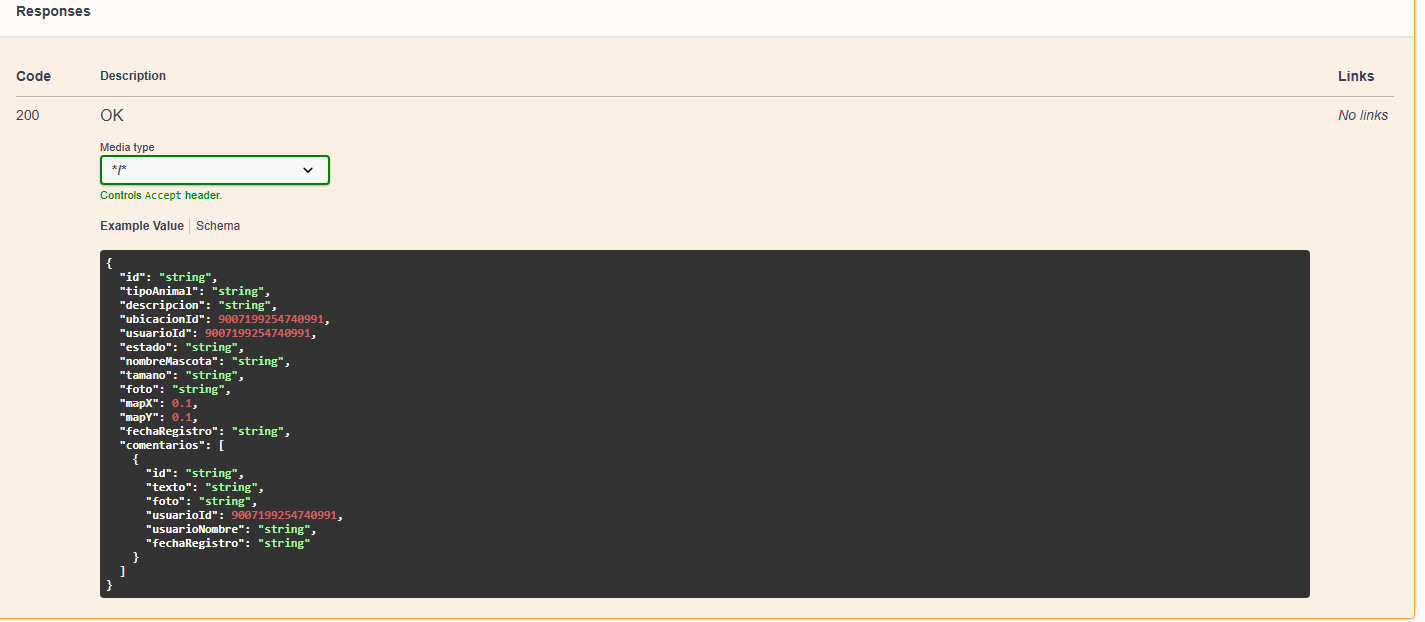 Responses
Code Description Links
200 OK No links
Media type
*/*
Controls Accept header.
Example Value Schema
{
  "id": "string",
  "tipoAnimal": "string",
  "descripcion": "string",
  "ubicacionId": 9007199254740991,
  "usuarioId": 9007199254740991,
  "estado": "string",
  "nombreMascota": "string",
  "tamano": "string",
  "foto": "string",
  "mapX": 0.1,
  "mapY": 0.1,
  "fechaRegistro": "string",
  "comentarios": [
    {
      "id": "string",
      "texto": "string",
      "foto": "string",
      "usuarioId": 9007199254740991,
      "usuarioNombre": "string",
      "fechaRegistro": "string"
    }
  ]
}